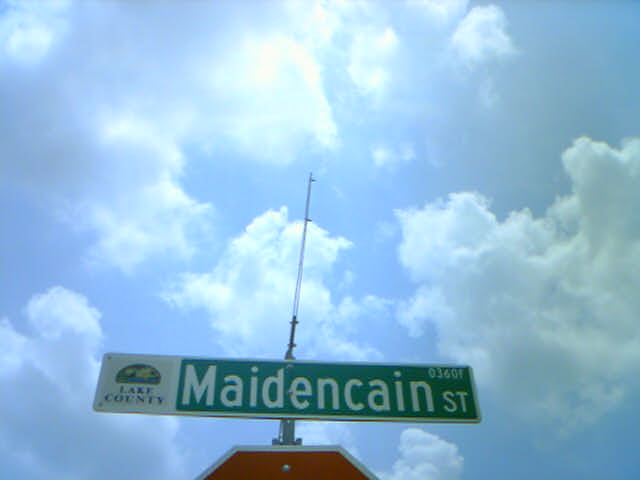 LAKE
COUNTY
0360F
Maidencain ST